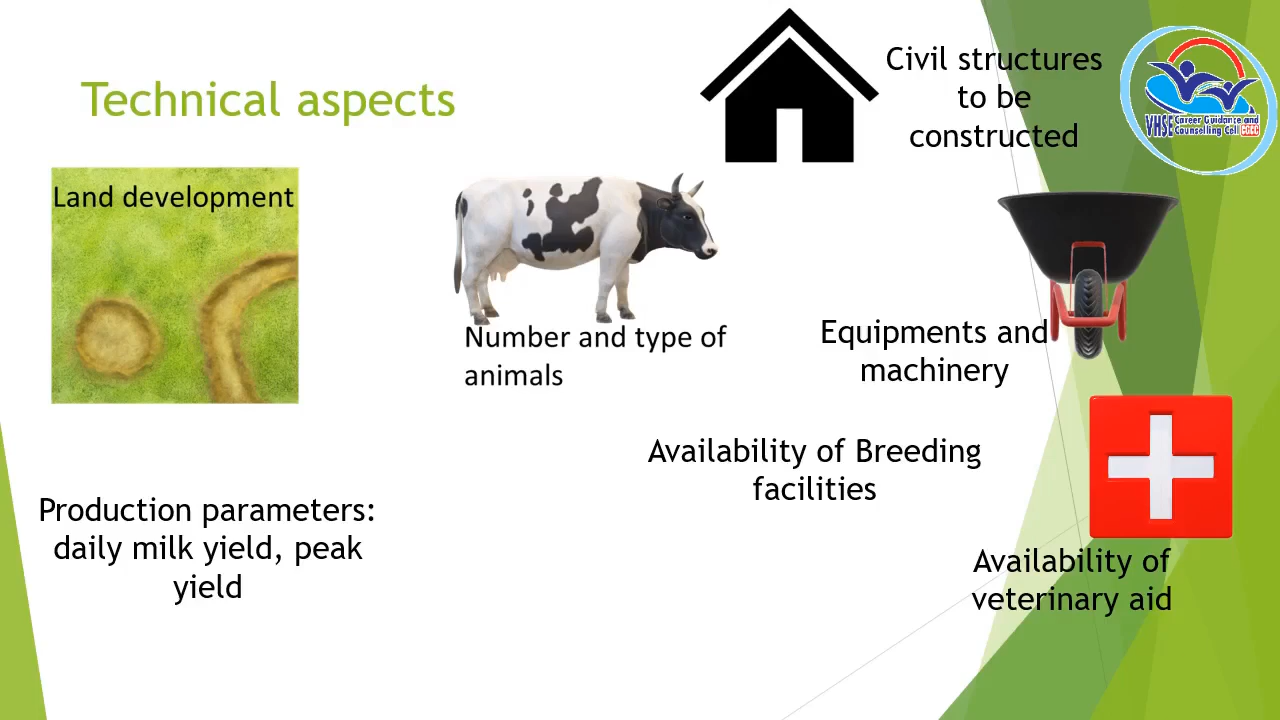 Technical aspects
Civil structures
to be
constructed
VHSE Career Guidance and
Counselling Cell CGCC
Land development
Number and type of
animals
Equipments and
machinery
Availability of Breeding
facilities
Production parameters:
daily milk yield, peak
yield
Availability of
veterinary aid